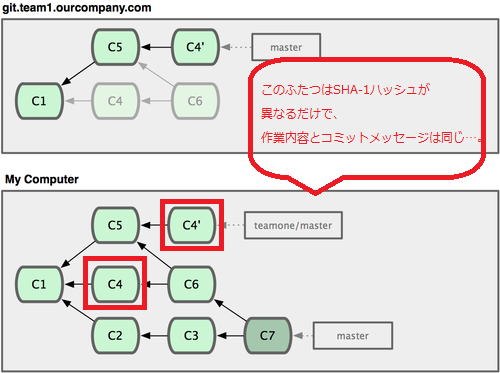 git.team1.ourcompany.com
C5
C4'
master
C1
C4
C6
このふたつはSHA-1ハッシュが
異なるだけで、
作業内容とコミットメッセージは同じ…。
My Computer
C5
C4'
teamone/master
C1
C4
C6
C2
C3
C7
master